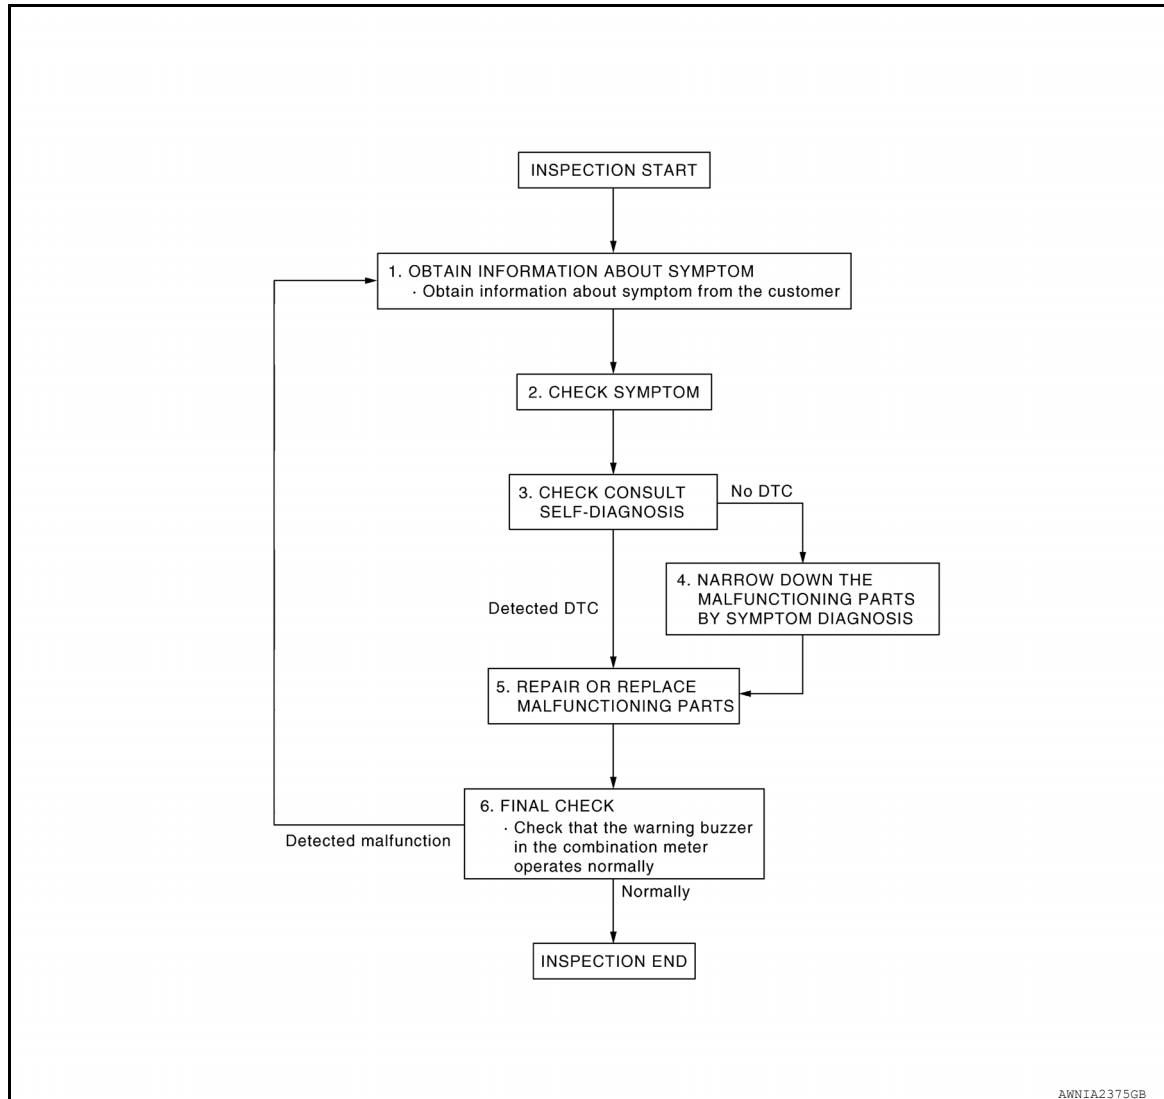 INSPECTION START
1. OBTAIN INFORMATION ABOUT SYMPTOM
· Obtain information about symptom from the customer
2. CHECK SYMPTOM
3. CHECK CONSULT
SELF-DIAGNOSIS
No DTC
4. NARROW DOWN THE
MALFUNCTIONING PARTS
BY SYMPTOM DIAGNOSIS
Detected DTC
5. REPAIR OR REPLACE
MALFUNCTIONING PARTS
6. FINAL CHECK
· Check that the warning buzzer
in the combination meter
operates normally
Detected malfunction
Normally
INSPECTION END
AWNIA2375GB